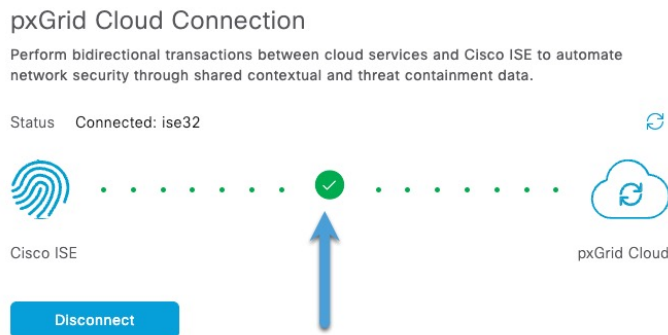 pxGrid Cloud Connection
Perform bidirectional transactions between cloud services and Cisco ISE to automate
network security through shared contextual and threat containment data.
Status Connected: ise32
Cisco ISE
pxGrid Cloud
Disconnect